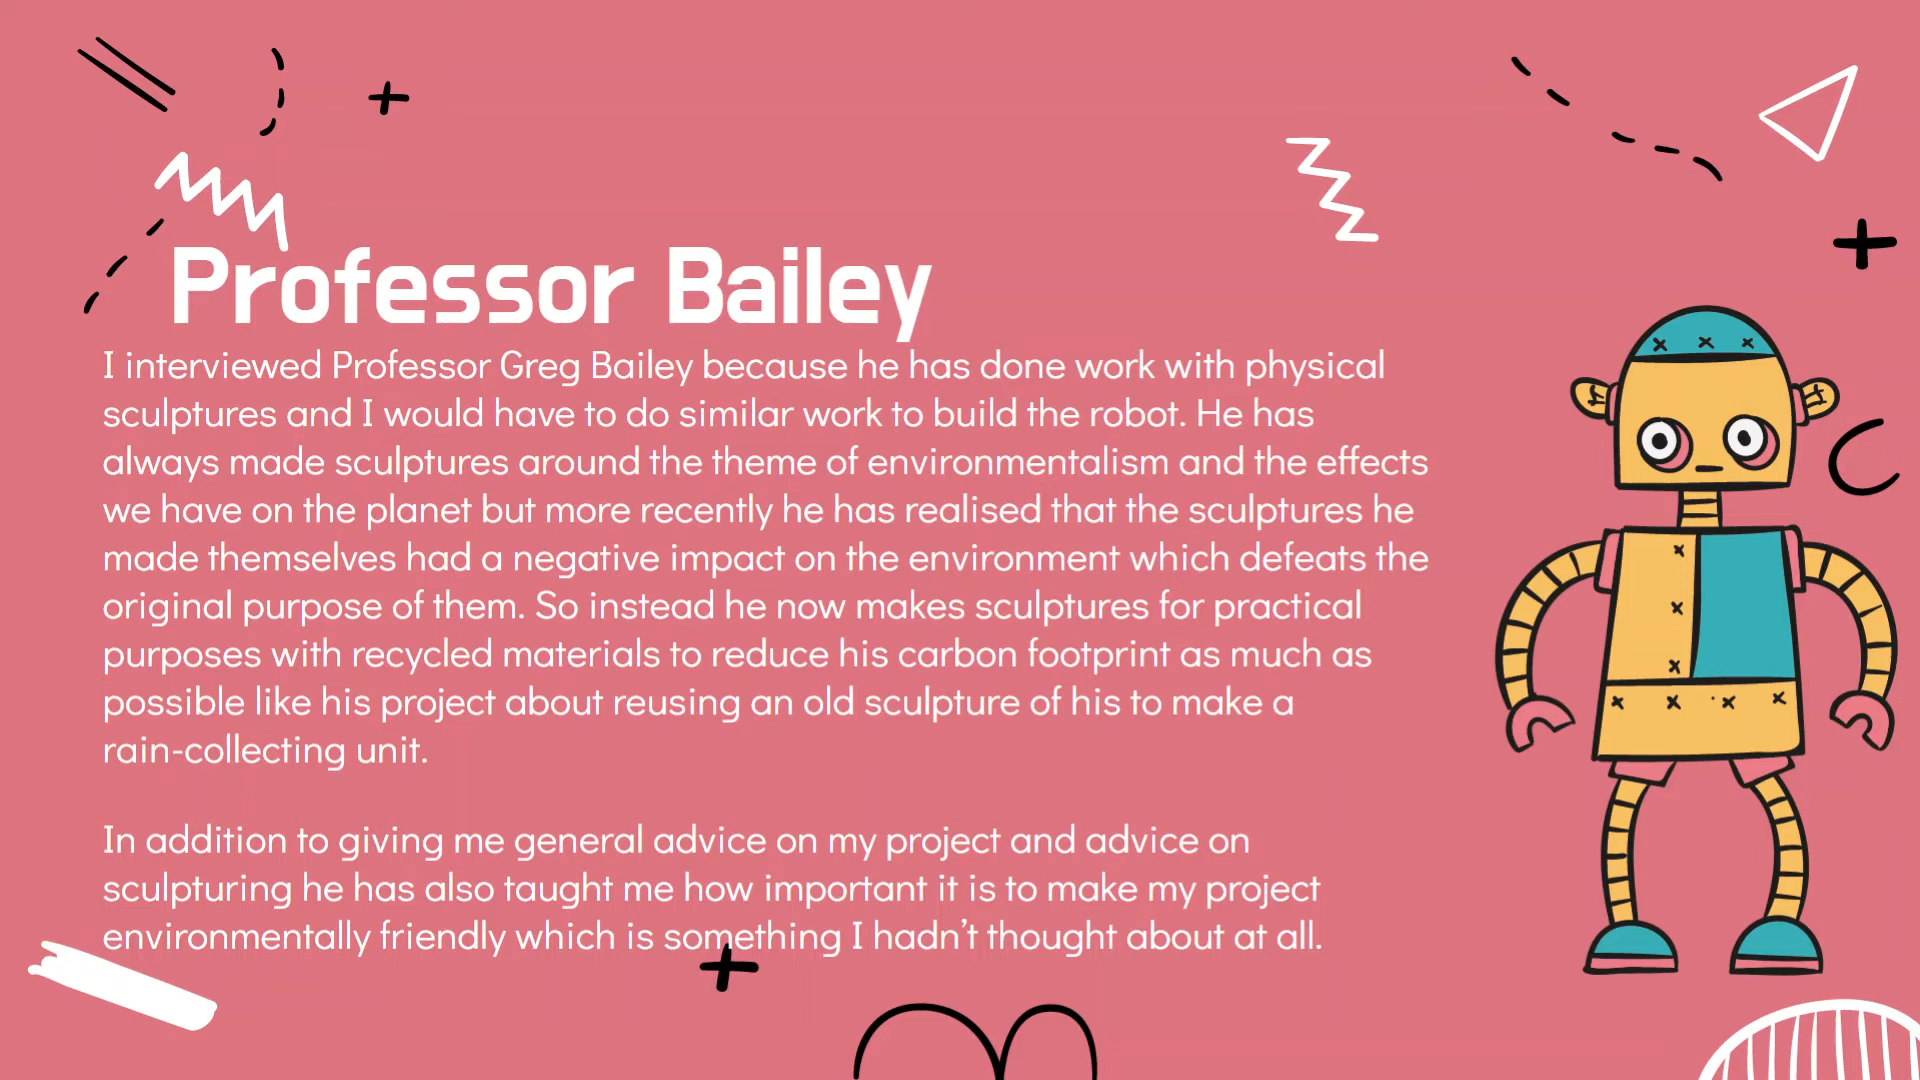 Professor Bailey
I interviewed Professor Greg Bailey because he has done work with physical
sculptures and I would have to do similar work to build the robot. He has
always made sculptures around the theme of environmentalism and the effects
we have on the planet but more recently he has realised that the sculptures he
made themselves had a negative impact on the environment which defeats the
original purpose of them. So instead he now makes sculptures for practical
purposes with recycled materials to reduce his carbon footprint as much as
possible like his project about reusing an old sculpture of his to make a
rain-collecting unit.
In addition to giving me general advice on my project and advice on
sculpturing he has also taught me how important it is to make my project
environmentally friendly which is something I hadn’t thought about at all.